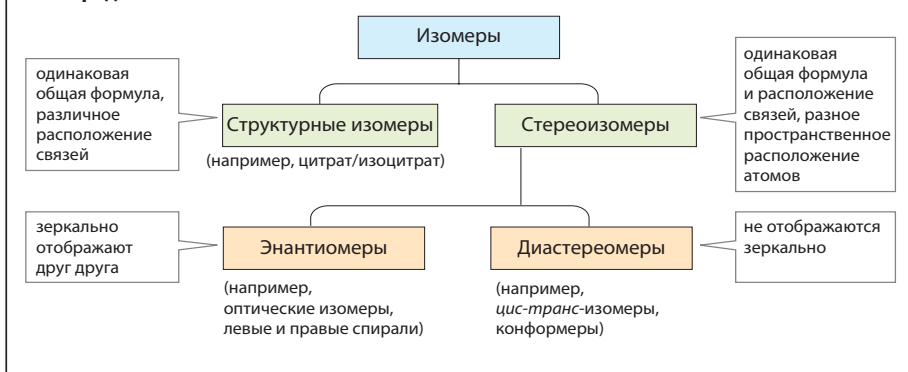 Изомеры
одинаковая
общая формула,
различное
расположение
связей
Структурные изомеры
(например, цитрат/изоцитрат)
Стереоизомеры
одинаковая
общая формула
и расположение
связей, разное
пространственное
расположение
атомов
зеркально
отображают
друг друга
Энантиомеры
(например,
оптические изомеры,
левые и правые спирали)
Диастереомеры
(например,
цис-транс-изомеры,
конформеры)
не отображаются
зеркально